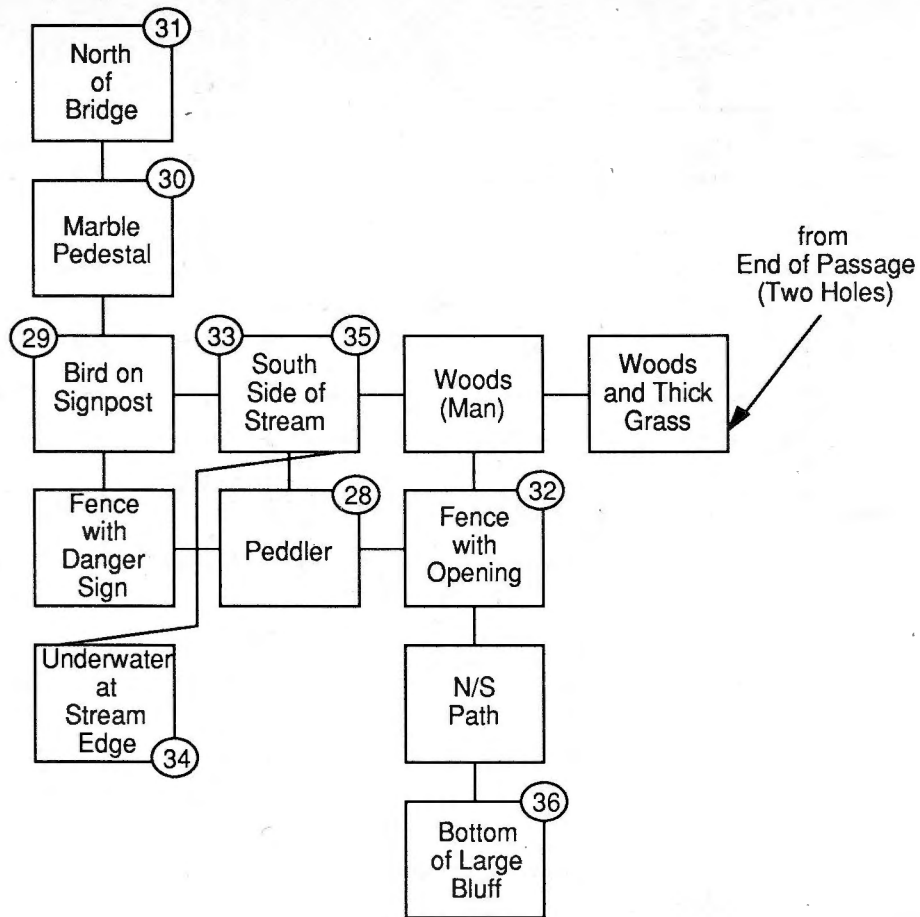 31
North
of
Bridge
30
Marble
Pedestal
from
End of Passage
(Two Holes)
29
Bird on
Signpost
33
35
South
Side of
Stream
Woods
(Man)
Woods
and Thick
Grass
Fence
with
Danger
Sign
28
Peddler
32
Fence
with
Opening
Underwater
at
Stream
Edge
34
N/S
Path
36
Bottom
of Large
Bluff